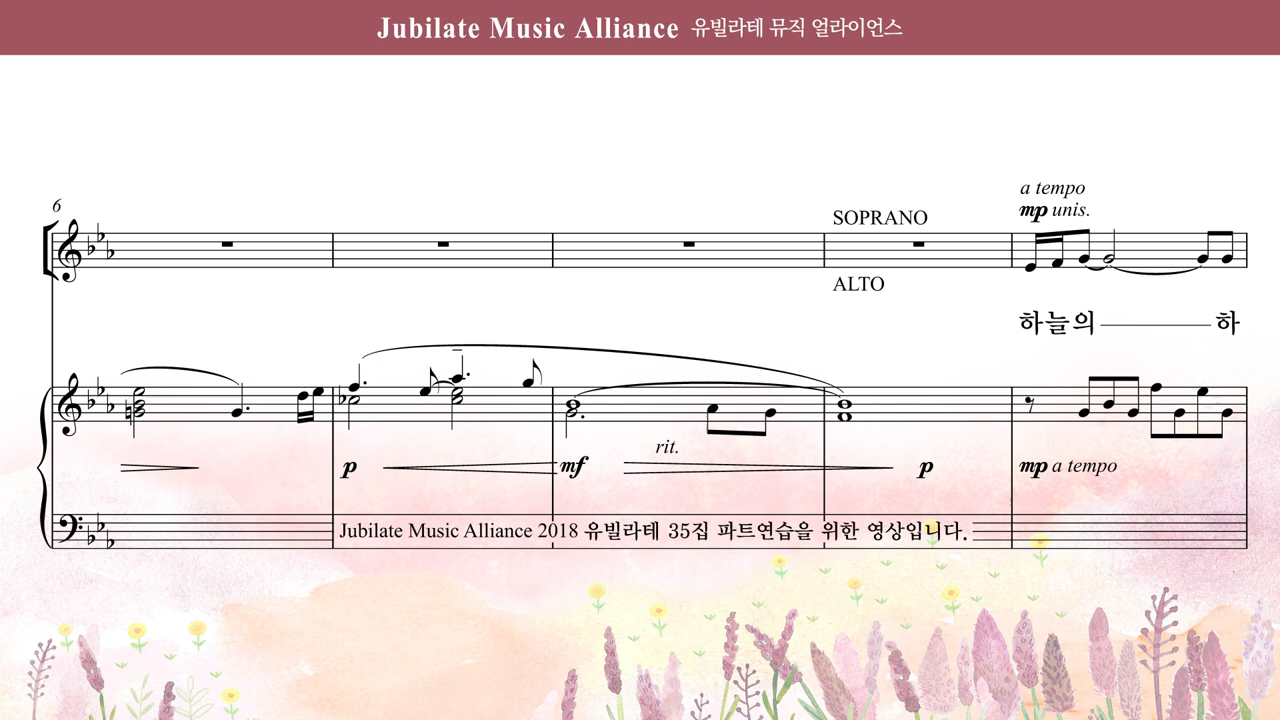 Jubilate Music Alliance 유빌라테 뮤직 얼라이언스
a tempo
6
mp unis.
SOPRANO
ALTO
하늘의 하
rit.
p mf p mp a tempo
Jubilate Music Alliance 2018 유빌라테 35집 파트연습을 위한 영상입니다.